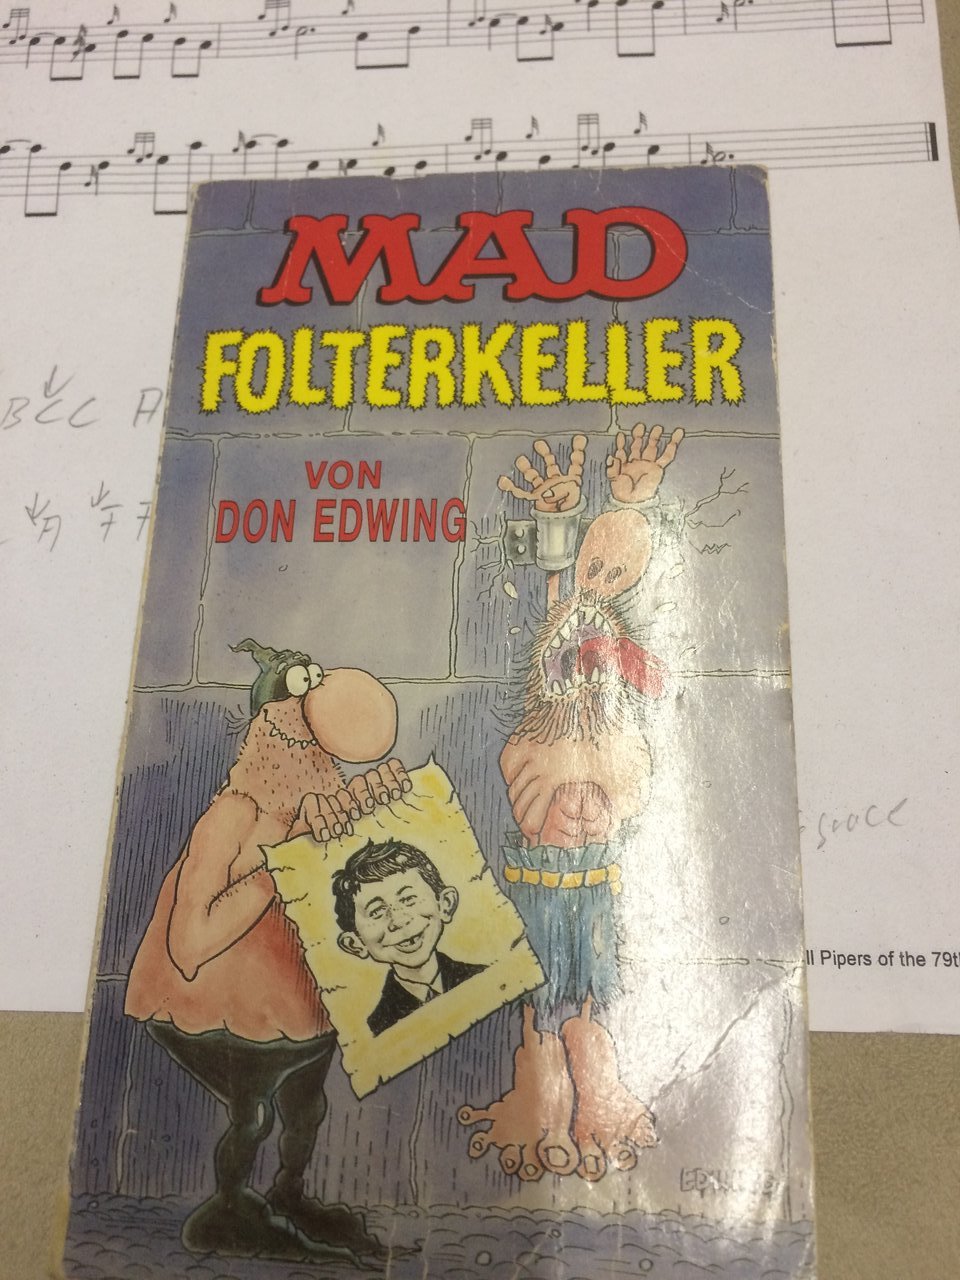 MAD
FOLTERKELLER
VON
DON EDWING
ll Pipers of the 79th